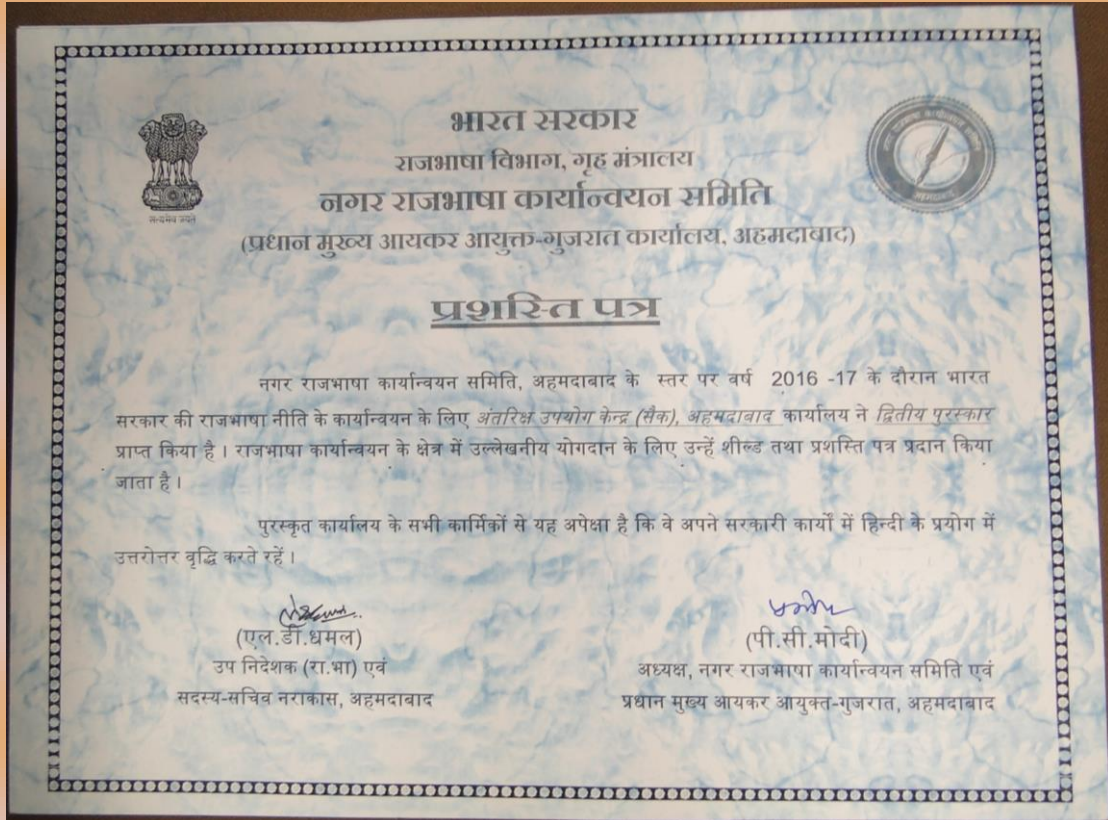 भारत सरकार
राजभाषा विभाग, गृह मंत्रालय
नगर राजभाषा कार्यान्वयन समिति
(प्रधान मुख्य आयकर आयुक्त-गुजरात कार्यालय, अहमदाबाद)
सत्यमेव जयते
प्रशस्ति पत्र
नगर राजभाषा कार्यान्वयन समिति, अहमदाबाद के स्तर पर वर्ष 2016 -17 के दौरान भारत
सरकार की राजभाषा नीति के कार्यान्वयन के लिए अंतरिक्ष उपयोग केन्द्र (सैक), अहमदाबाद कार्यालय ने द्वितीय पुरस्कार
प्राप्त किया है । राजभाषा कार्यान्वयन के क्षेत्र में उल्लेखनीय योगदान के लिए उन्हें शील्ड तथा प्रशस्ति पत्र प्रदान किया
जाता है ।
पुरस्कृत कार्यालय के सभी कार्मिकों से यह अपेक्षा है कि वे अपने सरकारी कार्यों में हिन्दी के प्रयोग में
उत्तरोत्तर वृद्धि करते रहें ।
(एल.डी.धमल)
उप निदेशक (रा.भा) एवं
सदस्य-सचिव नराकास, अहमदाबाद
(पी.सी.मोदी)
अध्यक्ष, नगर राजभाषा कार्यान्वयन समिति एवं
प्रधान मुख्य आयकर आयुक्त-गुजरात, अहमदाबाद